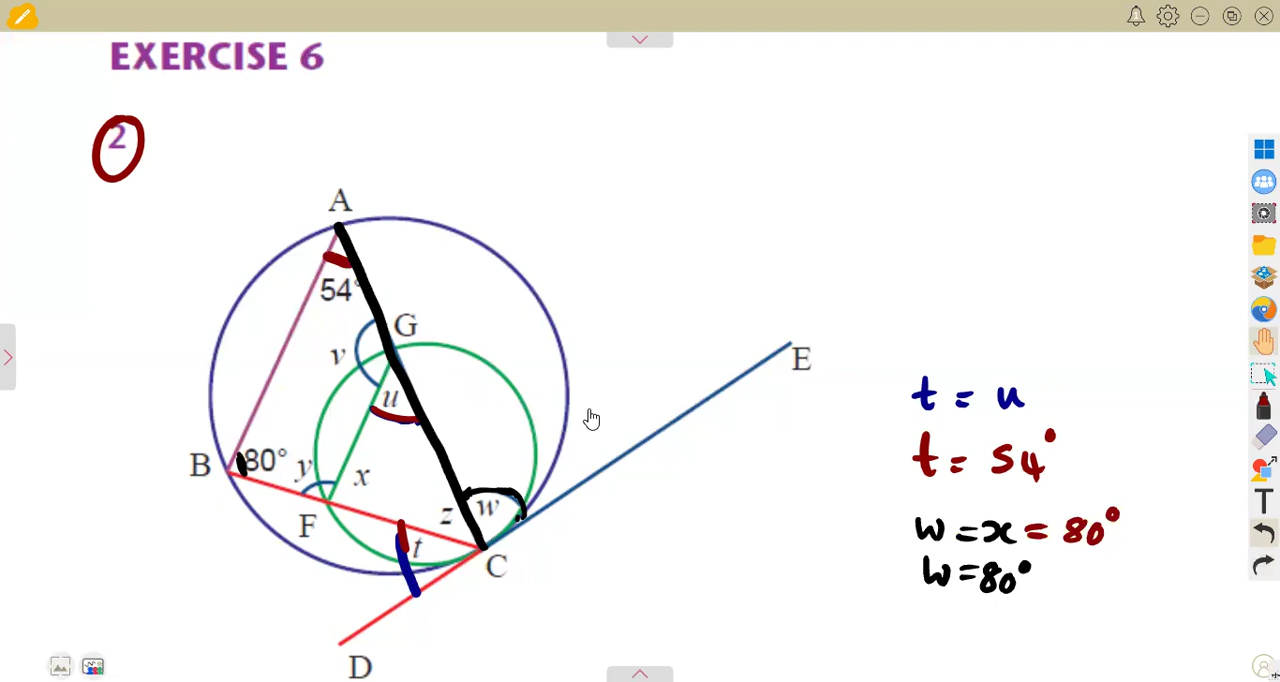 EXERCISE 6
2
A
54°
G
v
E
u
t = u
t = 54°
B
80°
y
x
F
z
w
w = x = 80°
t
C
w = 80°
D
T